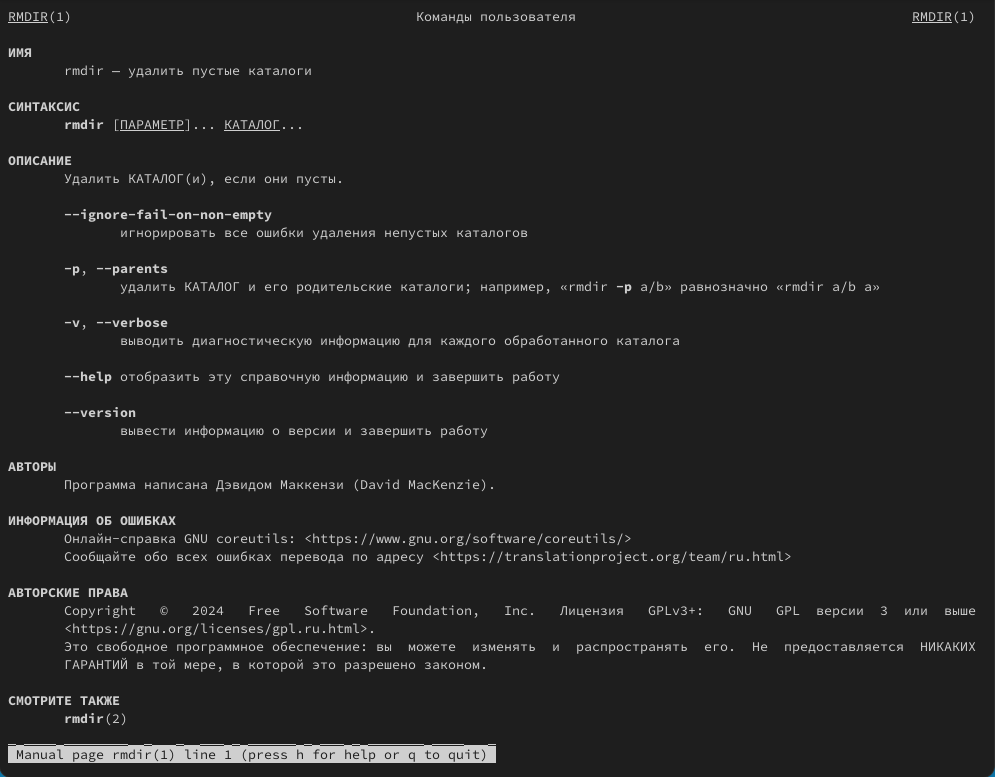 RMDIR(1) Команды пользователя RMDIR(1)
ИМЯ
rmdir — удалить пустые каталоги
СИНТАКСИС
rmdir [ПАРАМЕТР]... КАТАЛОГ...
ОПИСАНИЕ
Удалить КАТАЛОГ(и), если они пусты.
--ignore-fail-on-non-empty
игнорировать все ошибки удаления непустых каталогов
-p, --parents
удалить КАТАЛОГ и его родительские каталоги; например, «rmdir -p a/b» равнозначно «rmdir a/b a»
-v, --verbose
выводить диагностическую информацию для каждого обработанного каталога
--help отобразить эту справочную информацию и завершить работу
--version
вывести информацию о версии и завершить работу
АВТОРЫ
Программа написана Дэвидом Маккензи (David MacKenzie).
ИНФОРМАЦИЯ ОБ ОШИБКАХ
Онлайн-справка GNU coreutils: <https://www.gnu.org/software/coreutils/>
Сообщайте обо всех ошибках перевода по адресу <https://translationproject.org/team/ru.html>
АВТОРСКИЕ ПРАВА
Copyright © 2024 Free Software Foundation, Inc. Лицензия GPLv3+: GNU GPL версии 3 или выше
<https://gnu.org/licenses/gpl.ru.html>.
Это свободное программное обеспечение: вы можете изменять и распространять его. Не предоставляется НИКАКИХ
ГАРАНТИЙ в той мере, в которой это разрешено законом.
СМОТРИТЕ ТАКЖЕ
rmdir(2)
Manual page rmdir(1) line 1 (press h for help or q to quit)